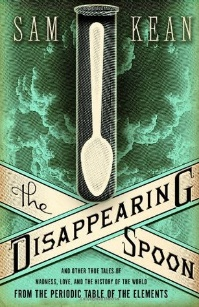 SAM KEAN
the
DISAPPEARING
SPOON
AND OTHER TRUE TALES OF
MADNESS, LOVE, AND THE HISTORY OF THE WORLD
FROM THE PERIODIC TABLE OF THE ELEMENTS